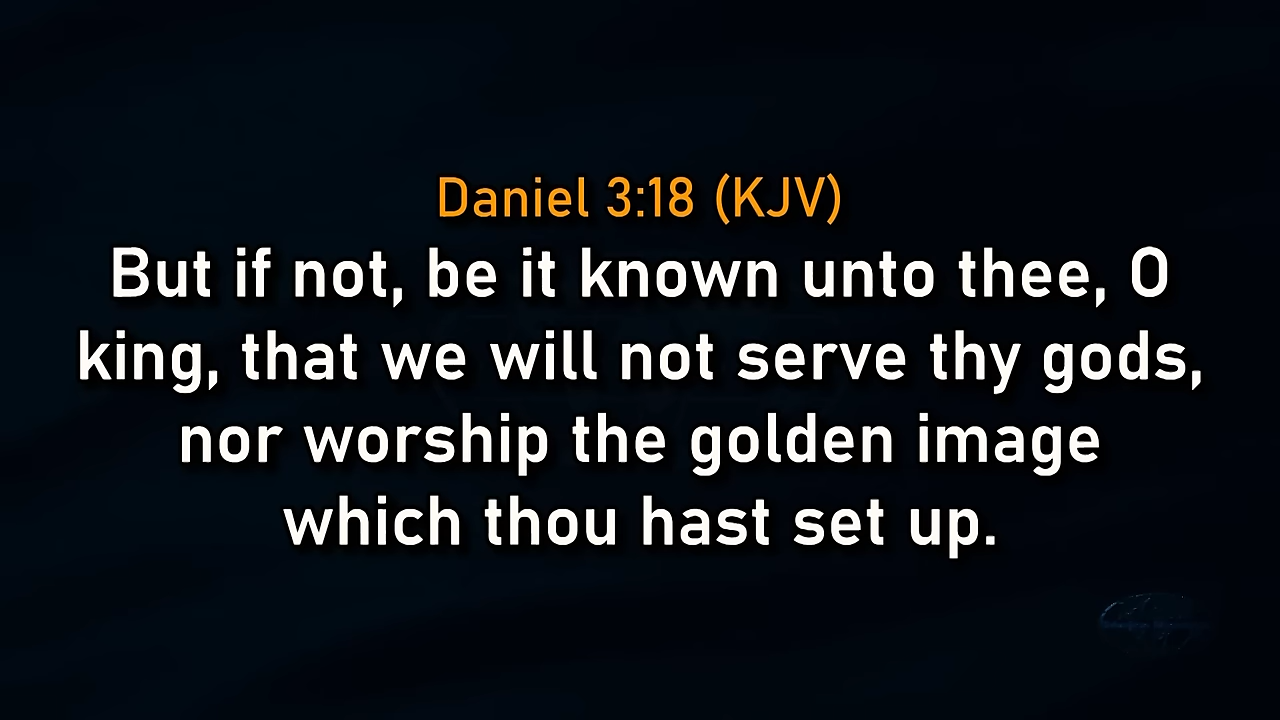 Daniel 3:18 (KJV)
But if not, be it known unto thee, O
king, that we will not serve thy gods,
nor worship the golden image
which thou hast set up.